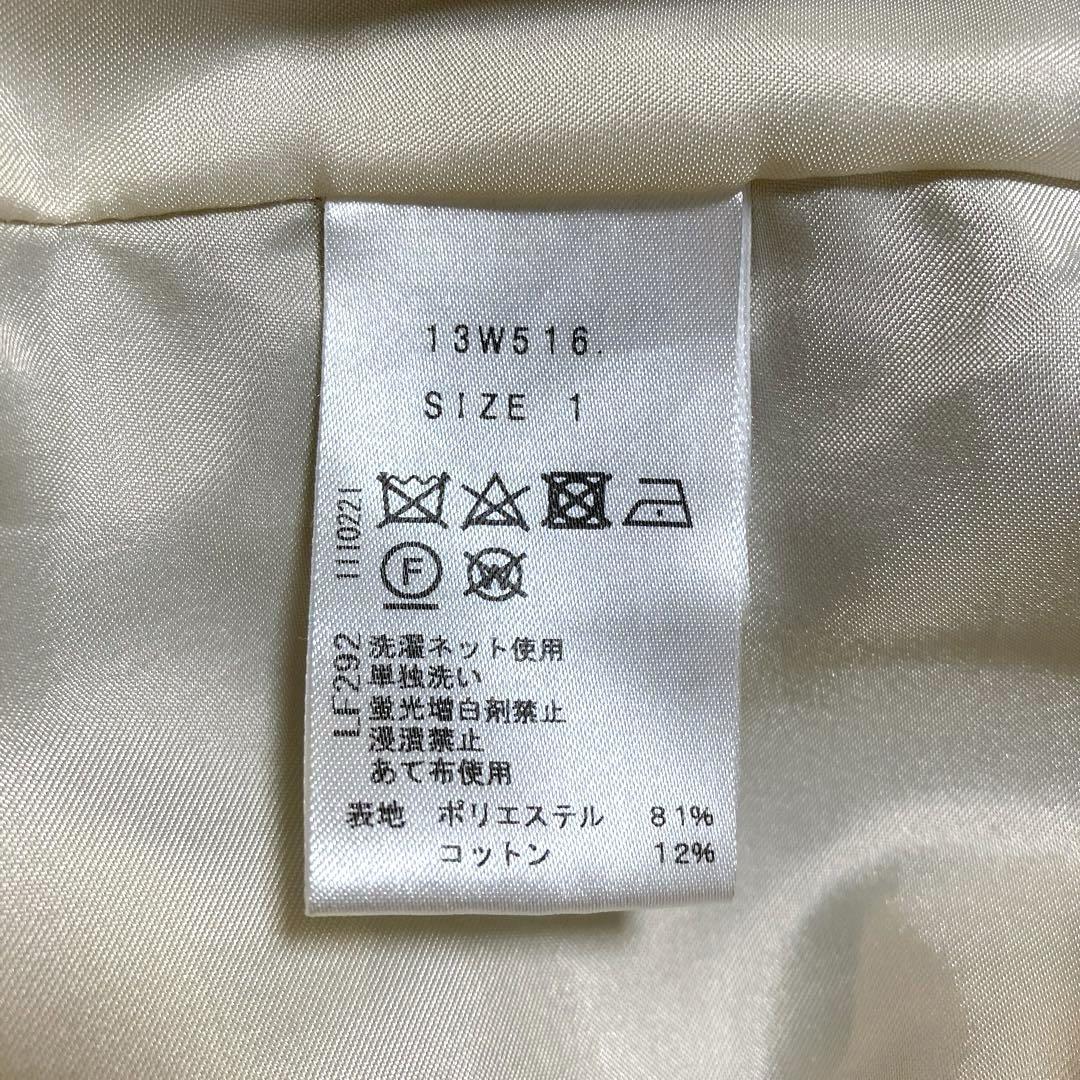 13W516.
SIZE 1
1110221
F
W
LF292
洗濯ネット使用
単独洗い
蛍光増白剤禁止
浸漬禁止
あて布使用
表地 ポリエステル 81%
コットン 12%